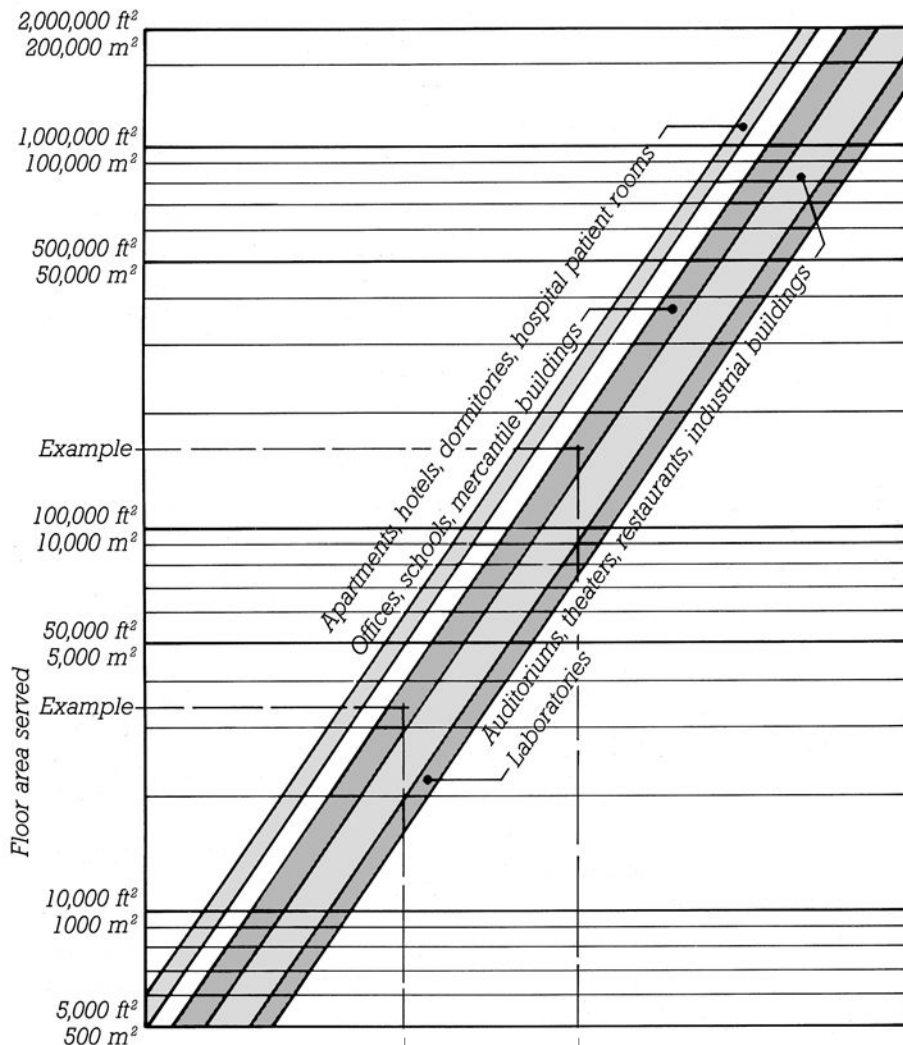 2,000,000 ft²
200,000 m²
1,000,000 ft²
100,000 m²
500,000 ft²
50,000 m²
Example
100,000 ft²
10,000 m²
50,000 ft²
5,000 m²
Example
10,000 ft²
1000 m²
5,000 ft²
500 m²
Floor area served
Apartments, hotels, dormitories, hospital patient rooms
Offices, schools, mercantile buildings
Auditoriums, theaters, restaurants, industrial buildings
Laboratories